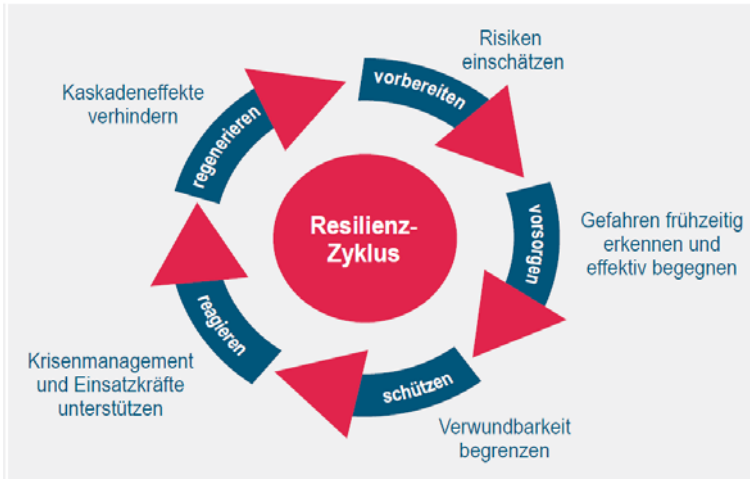 Resilienz-
Zyklus
vorbereiten
Risiken
einschätzen
vorsorgen
Gefahren frühzeitig
erkennen und
effektiv begegnen
schützen
Verwundbarkeit
begrenzen
reagieren
Krisenmanagement
und Einsatzkräfte
unterstützen
regenerieren
Kaskadeneffekte
verhindern